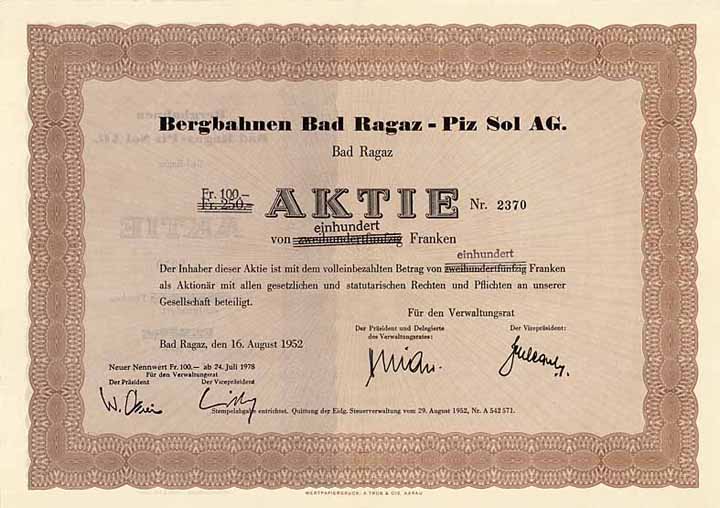 Bergbahnen Bad Ragaz - Piz Sol AG.
Bad Ragaz
Fr. 100.–
Fr. 250.–
AKTIE Nr. 2370
einhundert
von zweihundertfünfzig Franken
einhundert
Der Inhaber dieser Aktie ist mit dem volleinbezahlten Betrag von zweihundertfünfzig Franken
als Aktionär mit allen gesetzlichen und statutarischen Rechten und Pflichten an unserer
Gesellschaft beteiligt.
Für den Verwaltungsrat
Bad Ragaz, den 16. August 1952
Der Präsident und Delegierte
des Verwaltungsrates:
Der Vicepräsident:
Neuer Nennwert Fr. 100.— ab 24. Juli 1978
Für den Verwaltungsrat
Der Präsident Der Vicepräsident
Stempelabgabe entrichtet. Quittung der Eidg. Steuerverwaltung vom 29. August 1952, Nr. A 542 571.
WERTPAPIERDRUCK: A. TRÜB & CIE. AARAU